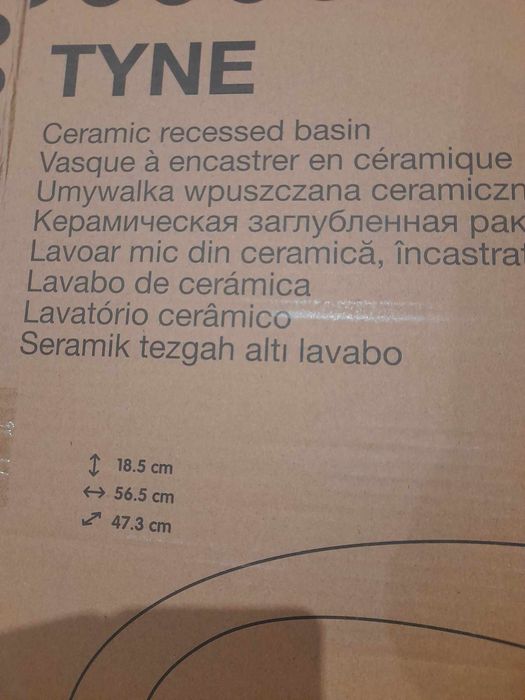 TYNE
Ceramic recessed basin
Vasque à encastrer en céramique
Umywalka wpuszczana ceramiczn
Керамическая заглубленная рак
Lavoar mic din ceramică, încastrat
Lavabo de cerámica
Lavatório cerâmico
Seramik tezgah altı lavabo
↕ 18.5 cm
↔ 56.5 cm
⤢ 47.3 cm